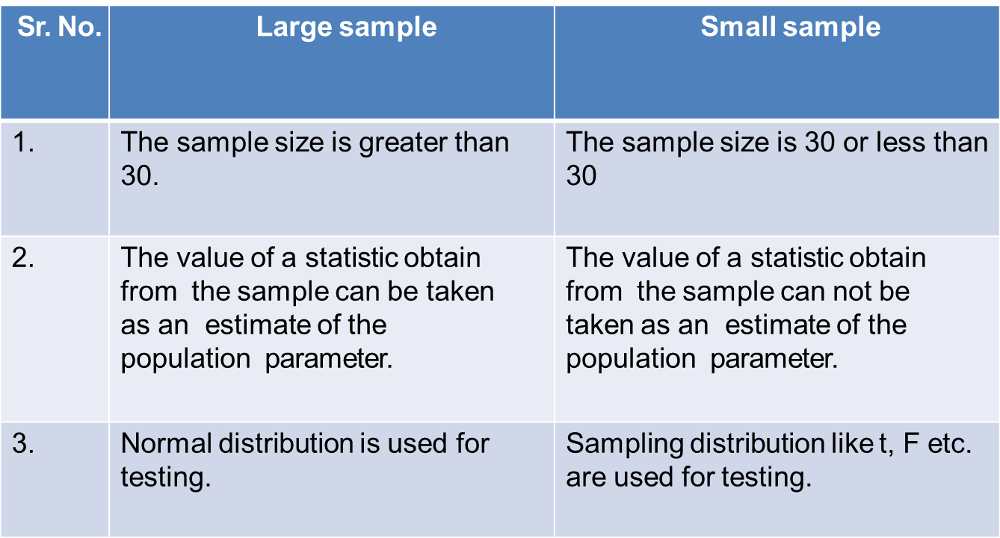 Sr. No.
Large sample
Small sample
1.
The sample size is greater than
30.
The sample size is 30 or less than
30
2.
The value of a statistic obtain
from the sample can be taken
as an estimate of the
population parameter.
The value of a statistic obtain
from the sample can not be
taken as an estimate of the
population parameter.
3.
Normal distribution is used for
testing.
Sampling distribution like t, F etc.
are used for testing.